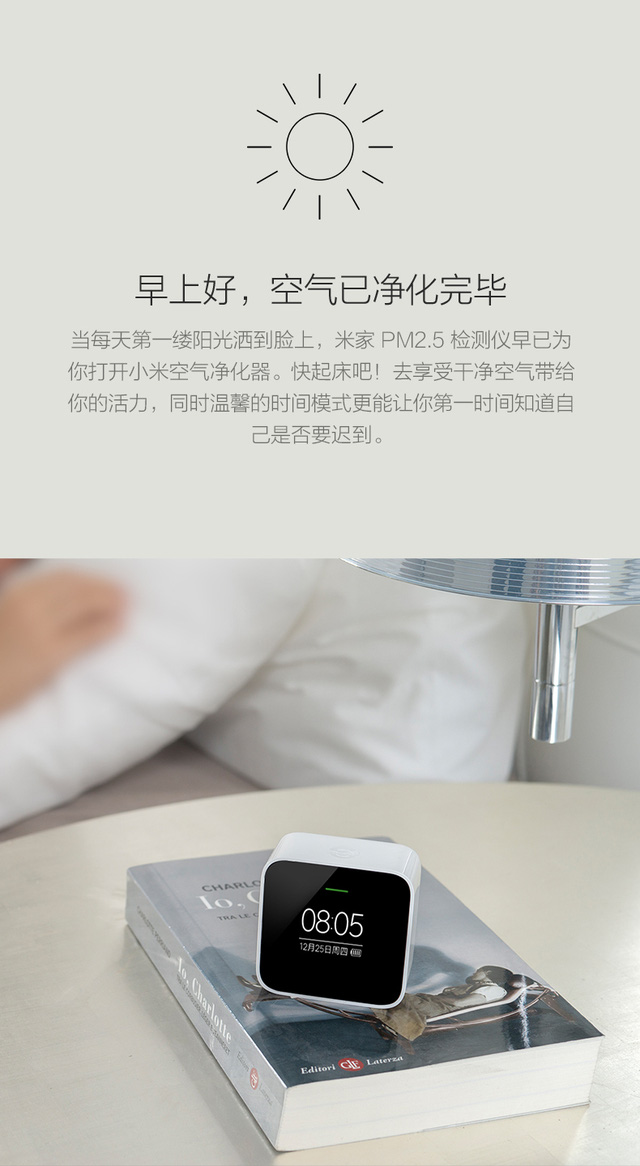 早上好，空气已净化完毕
当每天第一缕阳光洒到脸上，米家 PM2.5 检测仪早已为
你打开小米空气净化器。快起床吧！去享受干净空气带给
你的活力，同时温馨的时间模式更能让你第一时间知道自
己是否要迟到。
08:05
12月25日周四
CHARLO
Io, C
TRA LE
Io, Charlotte
Editori GLF Laterza